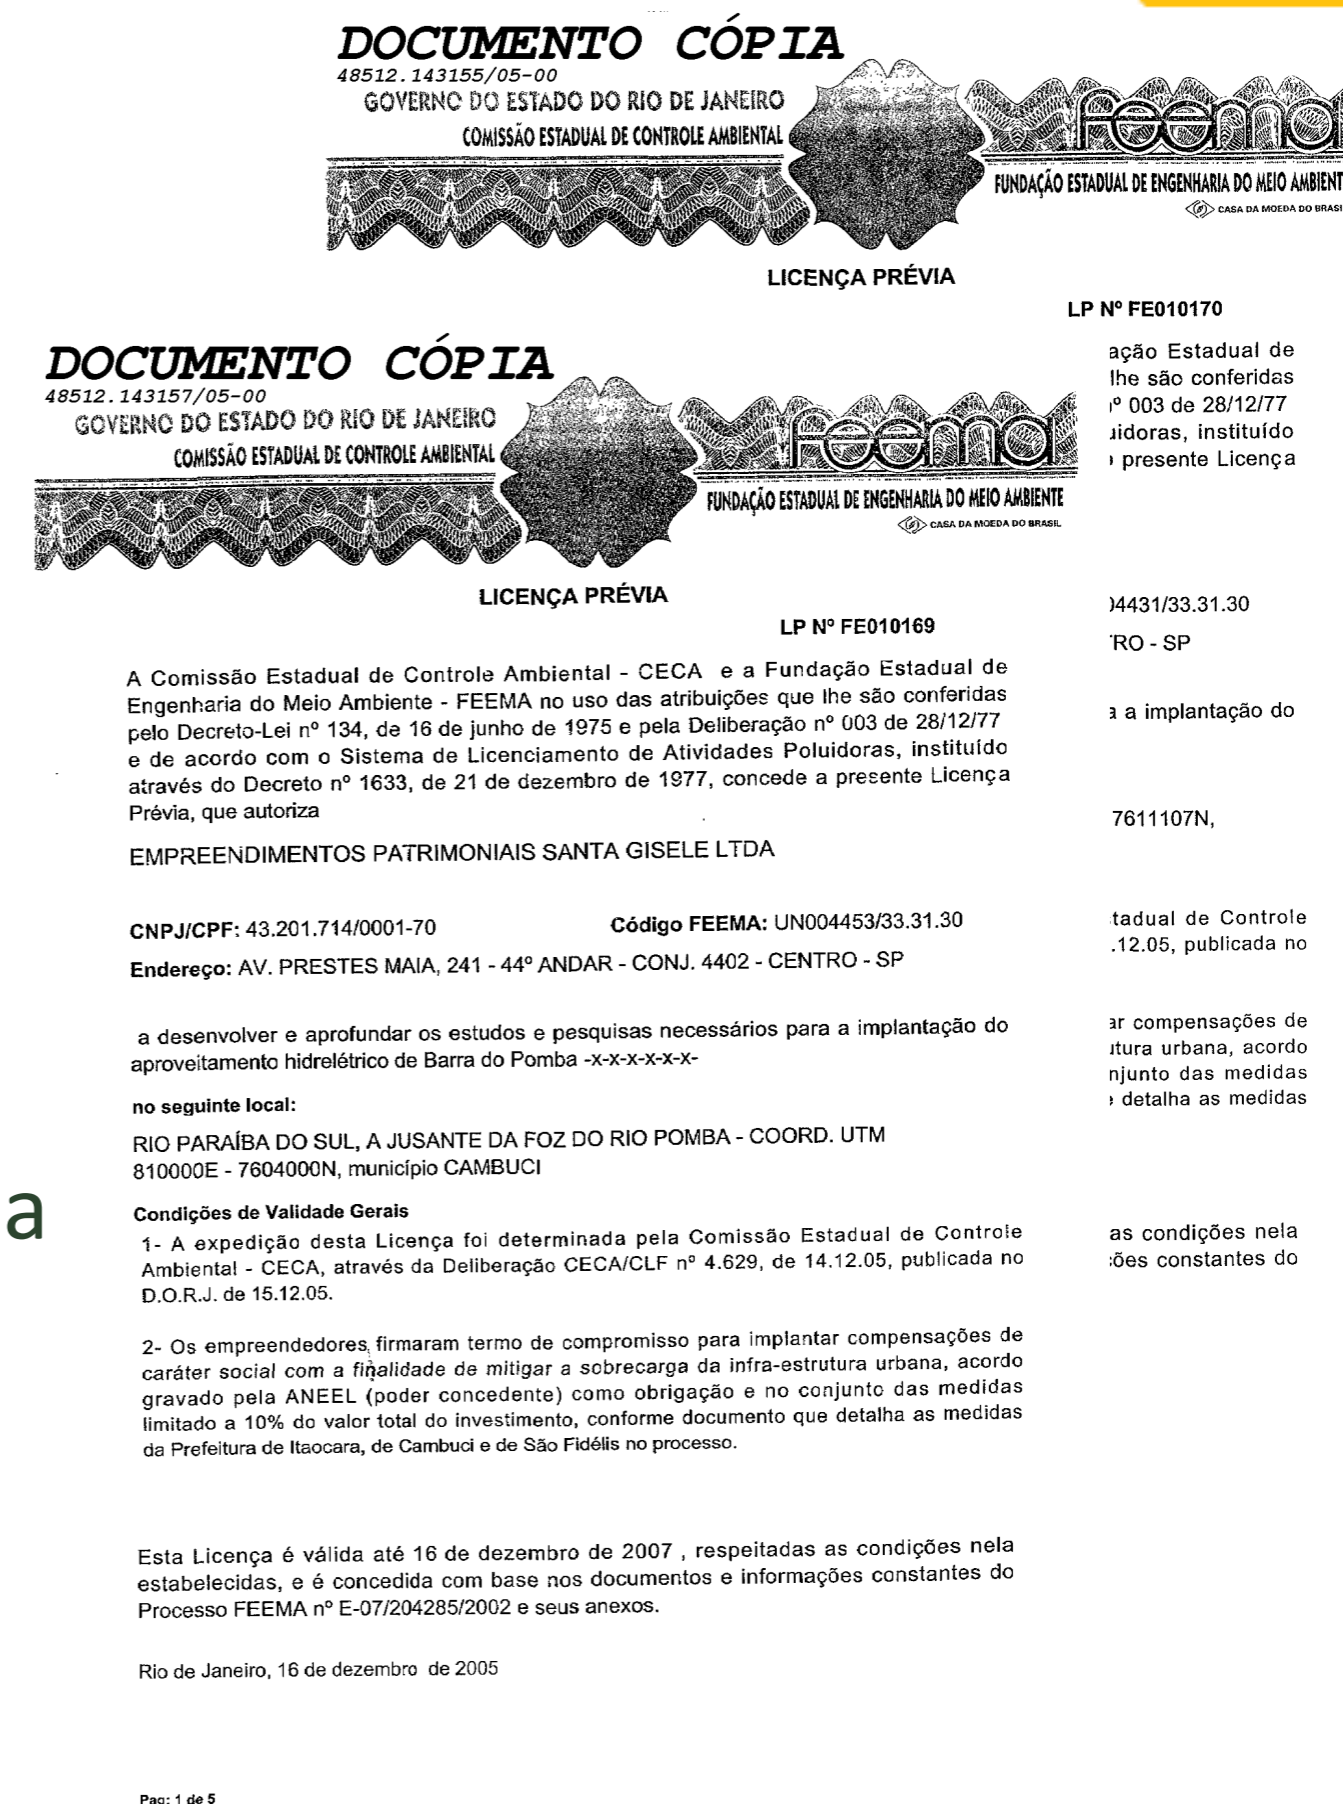 DOCUMENTO CÓPIA
48512.143155/05-00
GOVERNO DO ESTADO DO RIO DE JANEIRO
COMISSÃO ESTADUAL DE CONTROLE AMBIENTAL
feema
FUNDAÇÃO ESTADUAL DE ENGENHARIA DO MEIO AMBIENT
CASA DA MOEDA DO BRASI
LICENÇA PRÉVIA
LP Nº FE010170
ação Estadual de
lhe são conferidas
º 003 de 28/12/77
uidoras, instituído
presente Licença
4431/33.31.30
RO - SP
a a implantação do
7611107N,
tadual de Controle
.12.05, publicada no
ar compensações de
utura urbana, acordo
njunto das medidas
detalha as medidas
as condições nela
ões constantes do
DOCUMENTO CÓPIA
48512.143157/05-00
GOVERNO DO ESTADO DO RIO DE JANEIRO
COMISSÃO ESTADUAL DE CONTROLE AMBIENTAL
feema
FUNDAÇÃO ESTADUAL DE ENGENHARIA DO MEIO AMBIENTE
CASA DA MOEDA DO BRASIL
LICENÇA PRÉVIA
LP Nº FE010169
A Comissão Estadual de Controle Ambiental - CECA e a Fundação Estadual de
Engenharia do Meio Ambiente - FEEMA no uso das atribuições que lhe são conferidas
pelo Decreto-Lei nº 134, de 16 de junho de 1975 e pela Deliberação nº 003 de 28/12/77
e de acordo com o Sistema de Licenciamento de Atividades Poluidoras, instituído
através do Decreto nº 1633, de 21 de dezembro de 1977, concede a presente Licença
Prévia, que autoriza
EMPREENDIMENTOS PATRIMONIAIS SANTA GISELE LTDA
CNPJ/CPF: 43.201.714/0001-70 Código FEEMA: UN004453/33.31.30
Endereço: AV. PRESTES MAIA, 241 - 44º ANDAR - CONJ. 4402 - CENTRO - SP
a desenvolver e aprofundar os estudos e pesquisas necessários para a implantação do
aproveitamento hidrelétrico de Barra do Pomba -x-x-x-x-x-x-
no seguinte local:
RIO PARAÍBA DO SUL, A JUSANTE DA FOZ DO RIO POMBA - COORD. UTM
810000E - 7604000N, município CAMBUCI
a
Condições de Validade Gerais
1- A expedição desta Licença foi determinada pela Comissão Estadual de Controle
Ambiental - CECA, através da Deliberação CECA/CLF nº 4.629, de 14.12.05, publicada no
D.O.R.J. de 15.12.05.
2- Os empreendedores firmaram termo de compromisso para implantar compensações de
caráter social com a finalidade de mitigar a sobrecarga da infra-estrutura urbana, acordo
gravado pela ANEEL (poder concedente) como obrigação e no conjunto das medidas
limitado a 10% do valor total do investimento, conforme documento que detalha as medidas
da Prefeitura de Itaocara, de Cambuci e de São Fidélis no processo.
Esta Licença é válida até 16 de dezembro de 2007 , respeitadas as condições nela
estabelecidas, e é concedida com base nos documentos e informações constantes do
Processo FEEMA nº E-07/204285/2002 e seus anexos.
Rio de Janeiro, 16 de dezembro de 2005
Pag: 1 de 5